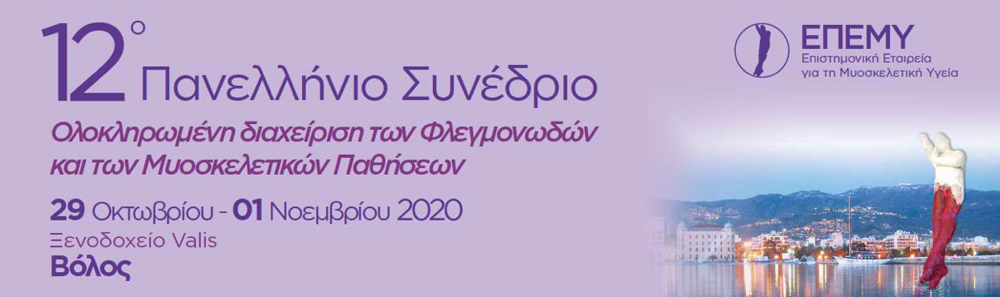 12° Πανελλήνιο Συνέδριο
Ολοκληρωμένη διαχείριση των Φλεγμονωδών
και των Μυοσκελετικών Παθήσεων
29 Οκτωβρίου - 01 Νοεμβρίου 2020
Ξενοδοχείο Valis
Βόλος
ΕΠΕΜΥ
Επιστημονική Εταιρεία
για τη Μυοσκελετική Υγεία